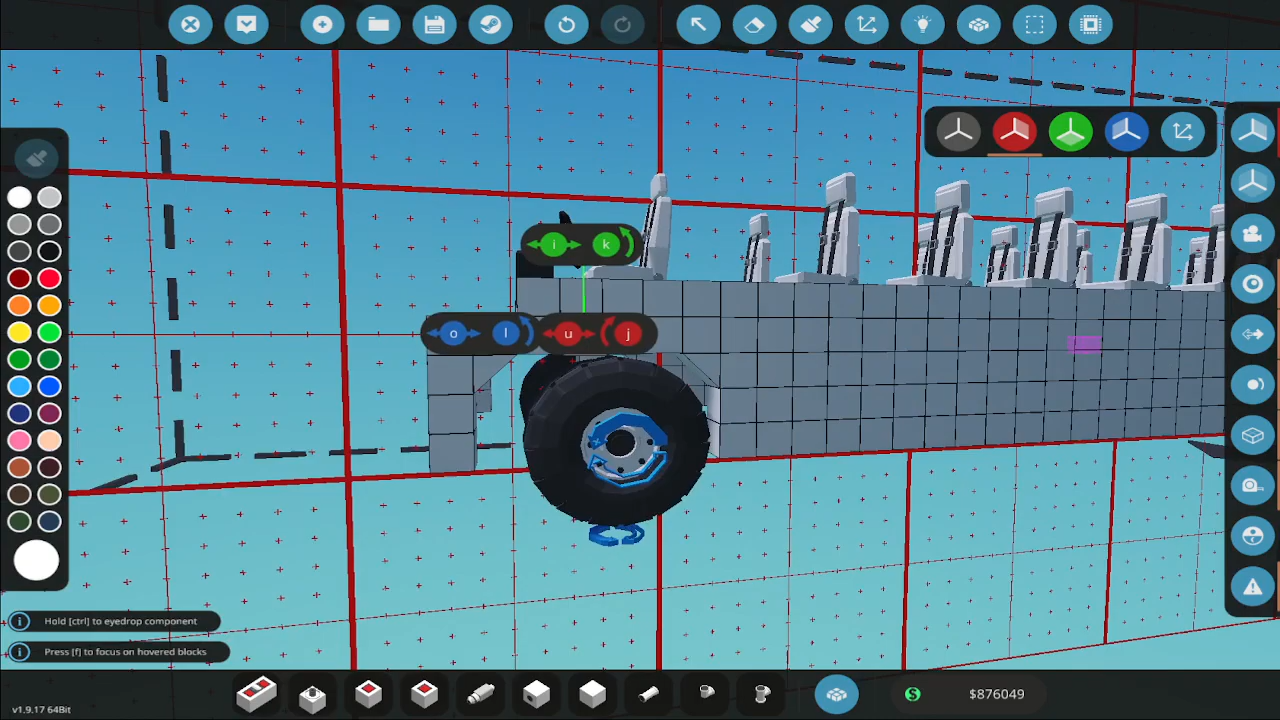 i k
o l u j
Hold [ctrl] to eyedrop component
Press [f] to focus on hovered blocks
$ $876049
v1.9.17 64Bit